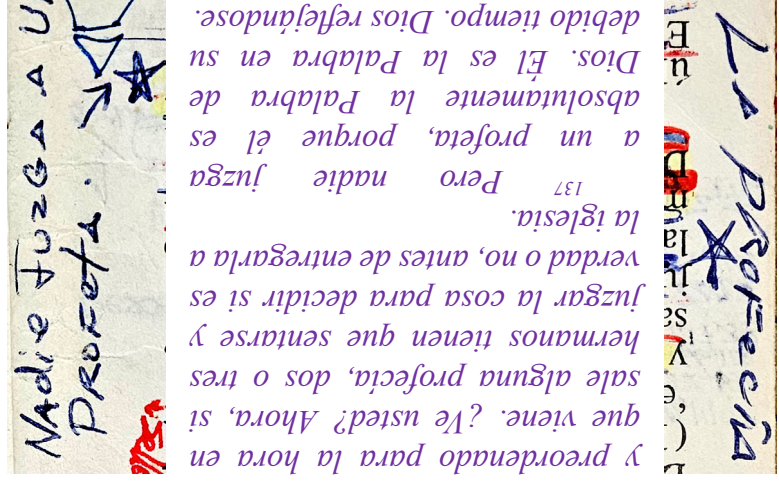 y preordenado para la hora en
que viene. ¿Ve usted? Ahora, si
sale alguna profecía, dos o tres
hermanos tienen que sentarse y
juzgar la cosa para decidir si es
verdad o no, antes de entregarla a
la iglesia.
137 Pero nadie juzga
a un profeta, porque él es
absolutamente la Palabra de
Dios. Él es la Palabra en su
debido tiempo. Dios reflejándose.
NAdie JUZGA A U
PROFETA.
LA PROFECÍA